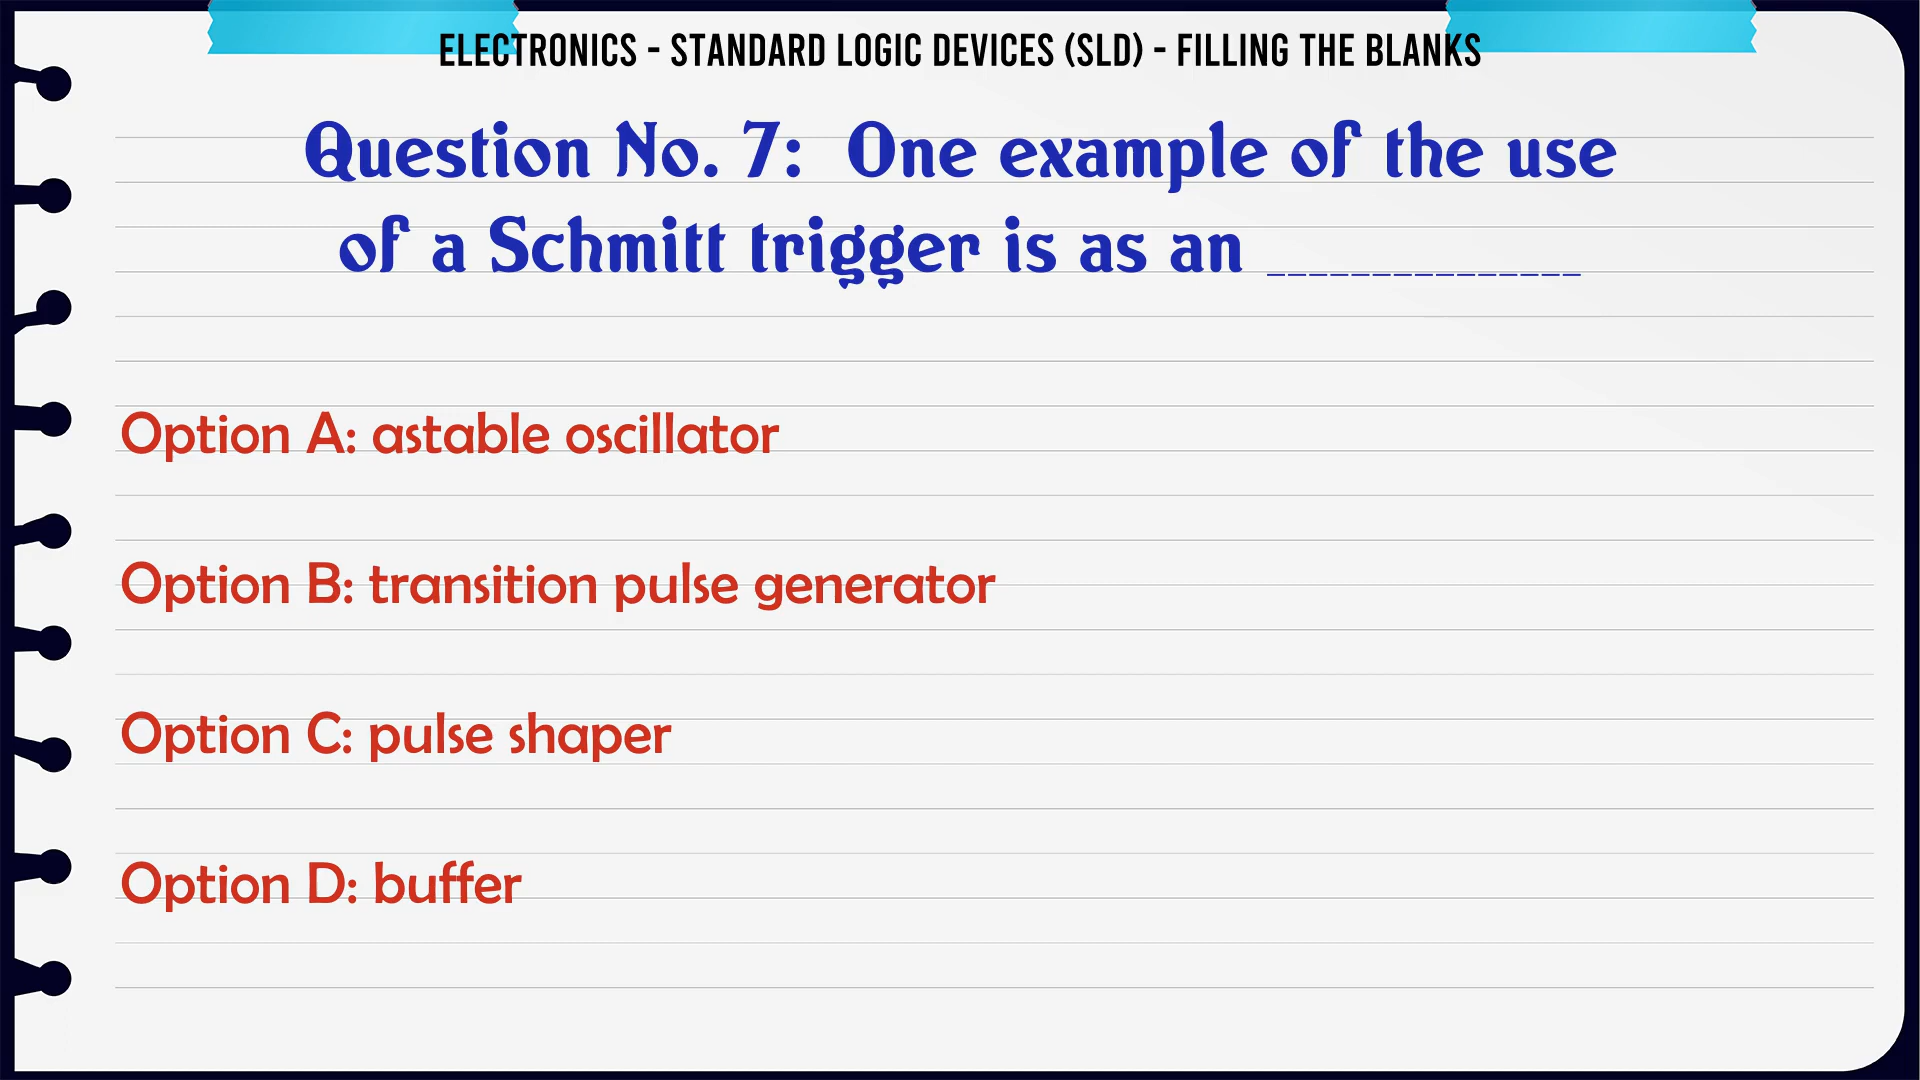 ELECTRONICS - STANDARD LOGIC DEVICES (SLD) - FILLING THE BLANKS
Question No. 7: One example of the use
of a Schmitt trigger is as an ______________
Option A: astable oscillator
Option B: transition pulse generator
Option C: pulse shaper
Option D: buffer